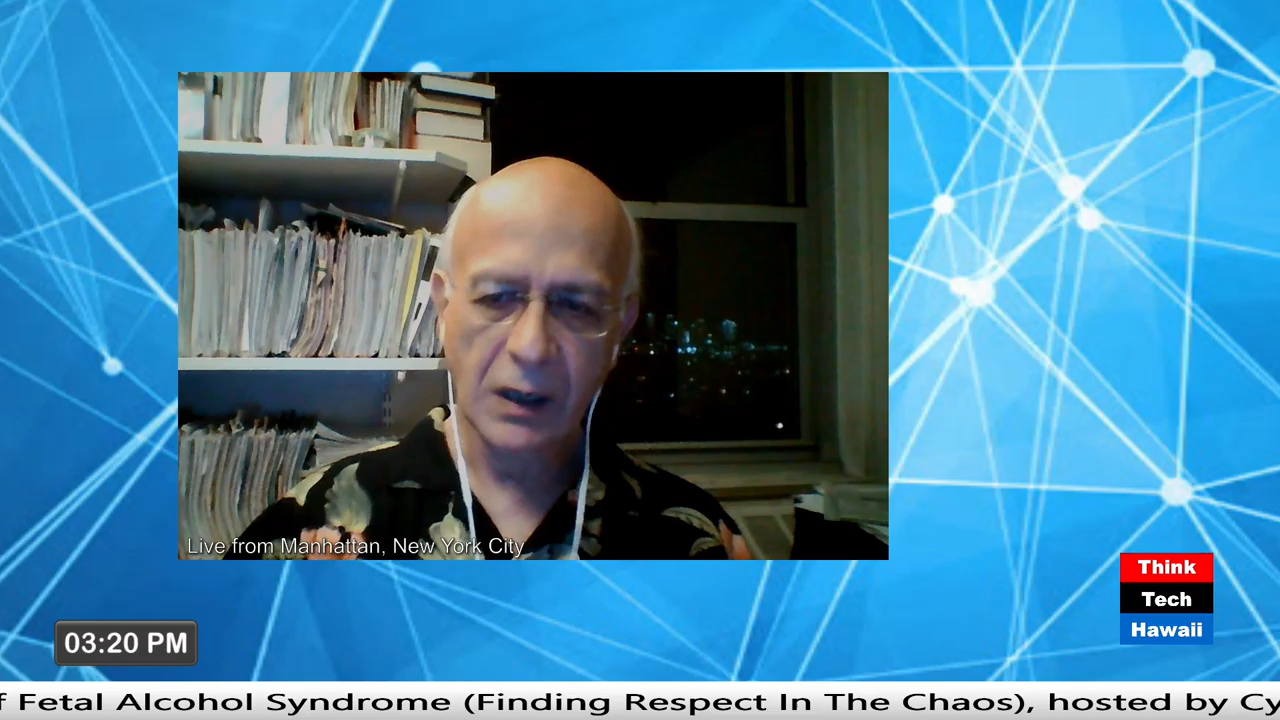 Live from Manhattan, New York City
Think
Tech
Hawaii
03:20 PM
Fetal Alcohol Syndrome (Finding Respect In The Chaos), hosted by